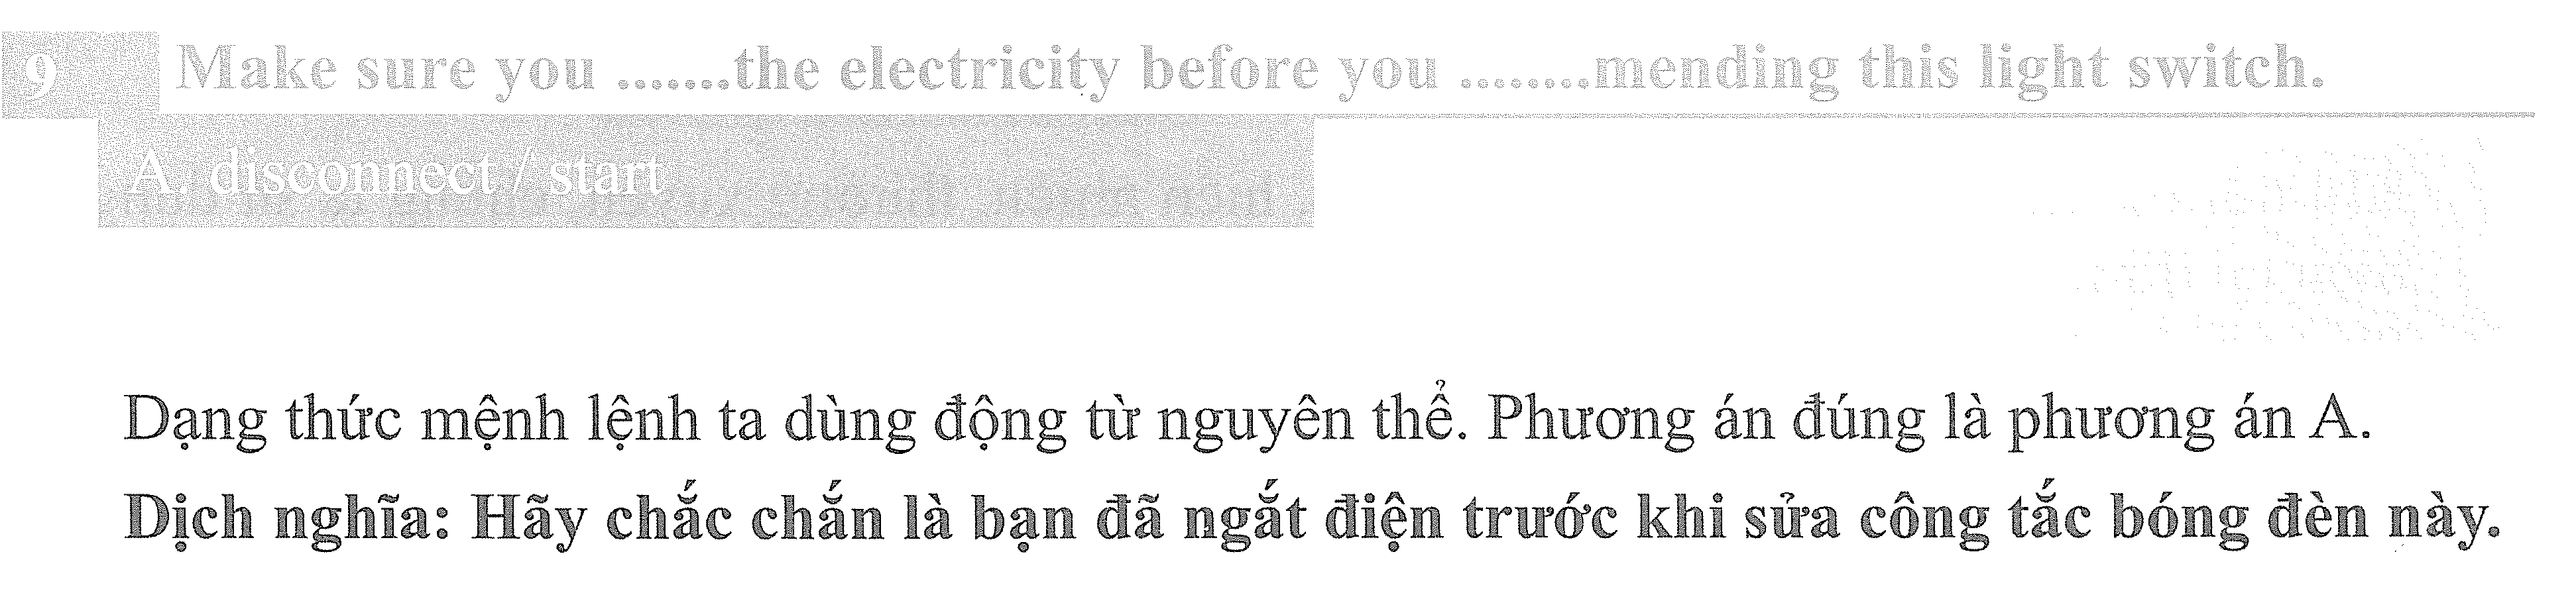 9 Make sure you .......the electricity before you ........mending this light switch.
A. disconnect / start
Dạng thức mệnh lệnh ta dùng động từ nguyên thể. Phương án đúng là phương án A.
Dịch nghĩa: Hãy chắc chắn là bạn đã ngắt điện trước khi sửa công tắc bóng đèn này.